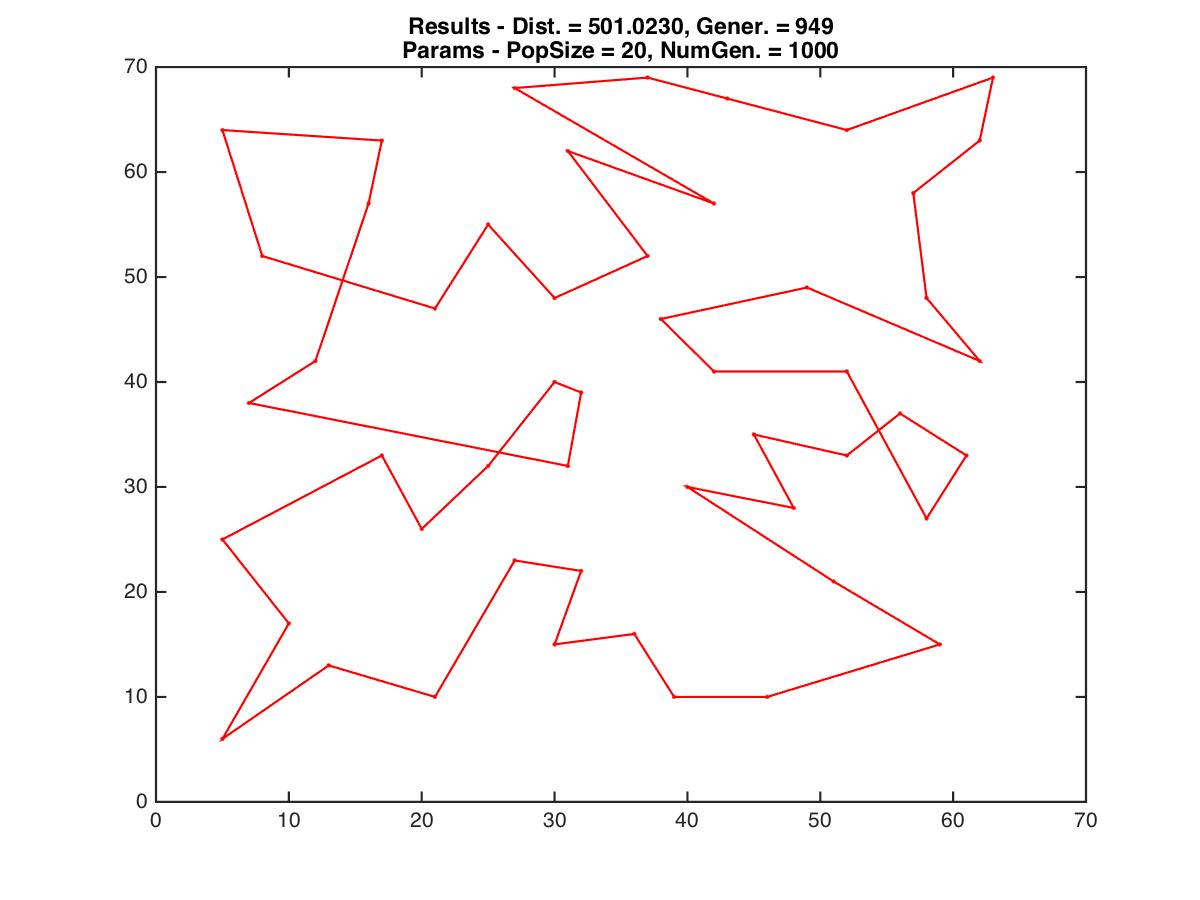 Results - Dist. = 501.0230, Gener. = 949
Params - PopSize = 20, NumGen. = 1000
70
60
50
40
30
20
10
0
0 10 20 30 40 50 60 70